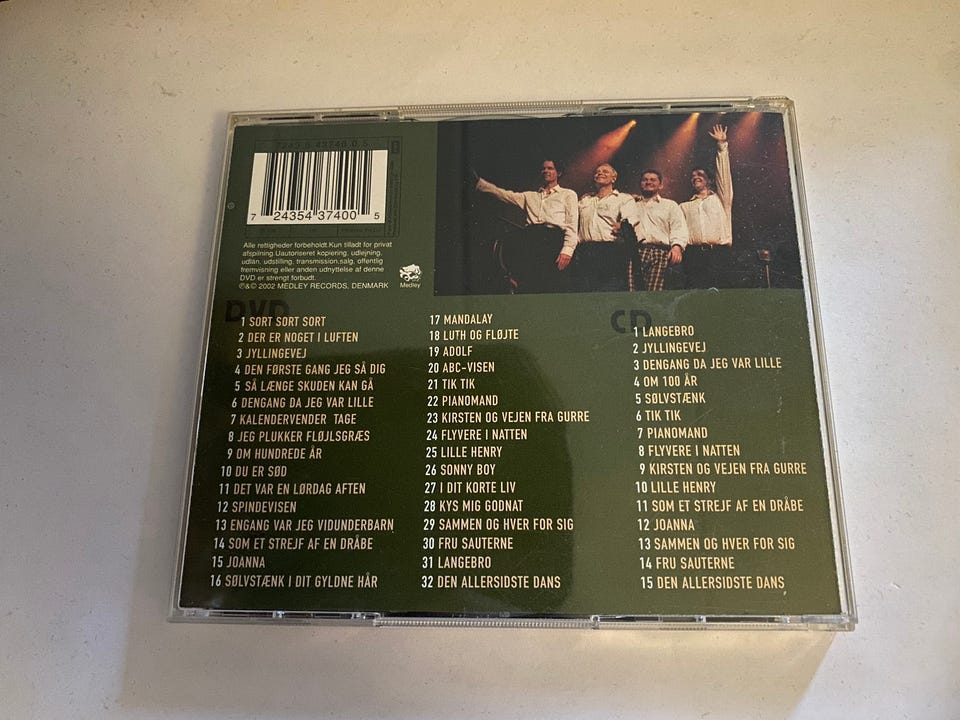 7 24354 37400 5
Alle rettigheder forbeholdt.Kun tilladt for privat
afspilning.Uautoriseret kopiering, udlejning,
udlån, udstilling, transmission,salg, offentlig
fremvisning eller anden udnyttelse af denne
DVD er strengt forbudt.
℗&© 2002 MEDLEY RECORDS, DENMARK
Medley
DVD
1 SORT SORT SORT
2 DER ER NOGET I LUFTEN
3 JYLLINGEVEJ
4 DEN FØRSTE GANG JEG SÅ DIG
5 SÅ LÆNGE SKUDEN KAN GÅ
6 DENGANG DA JEG VAR LILLE
7 KALENDERVENDER TAGE
8 JEG PLUKKER FLØJLSGRÆS
9 OM HUNDREDE ÅR
10 DU ER SØD
11 DET VAR EN LØRDAG AFTEN
12 SPINDEVISEN
13 ENGANG VAR JEG VIDUNDERBARN
14 SOM ET STREJF AF EN DRÅBE
15 JOANNA
16 SØLVSTÆNK I DIT GYLDNE HÅR
17 MANDALAY
18 LUTH OG FLØJTE
19 ADOLF
20 ABC-VISEN
21 TIK TIK
22 PIANOMAND
23 KIRSTEN OG VEJEN FRA GURRE
24 FLYVERE I NATTEN
25 LILLE HENRY
26 SONNY BOY
27 I DIT KORTE LIV
28 KYS MIG GODNAT
29 SAMMEN OG HVER FOR SIG
30 FRU SAUTERNE
31 LANGEBRO
32 DEN ALLERSIDSTE DANS
CD
1 LANGEBRO
2 JYLLINGEVEJ
3 DENGANG DA JEG VAR LILLE
4 OM 100 ÅR
5 SØLVSTÆNK
6 TIK TIK
7 PIANOMAND
8 FLYVERE I NATTEN
9 KIRSTEN OG VEJEN FRA GURRE
10 LILLE HENRY
11 SOM ET STREJF AF EN DRÅBE
12 JOANNA
13 SAMMEN OG HVER FOR SIG
14 FRU SAUTERNE
15 DEN ALLERSIDSTE DANS